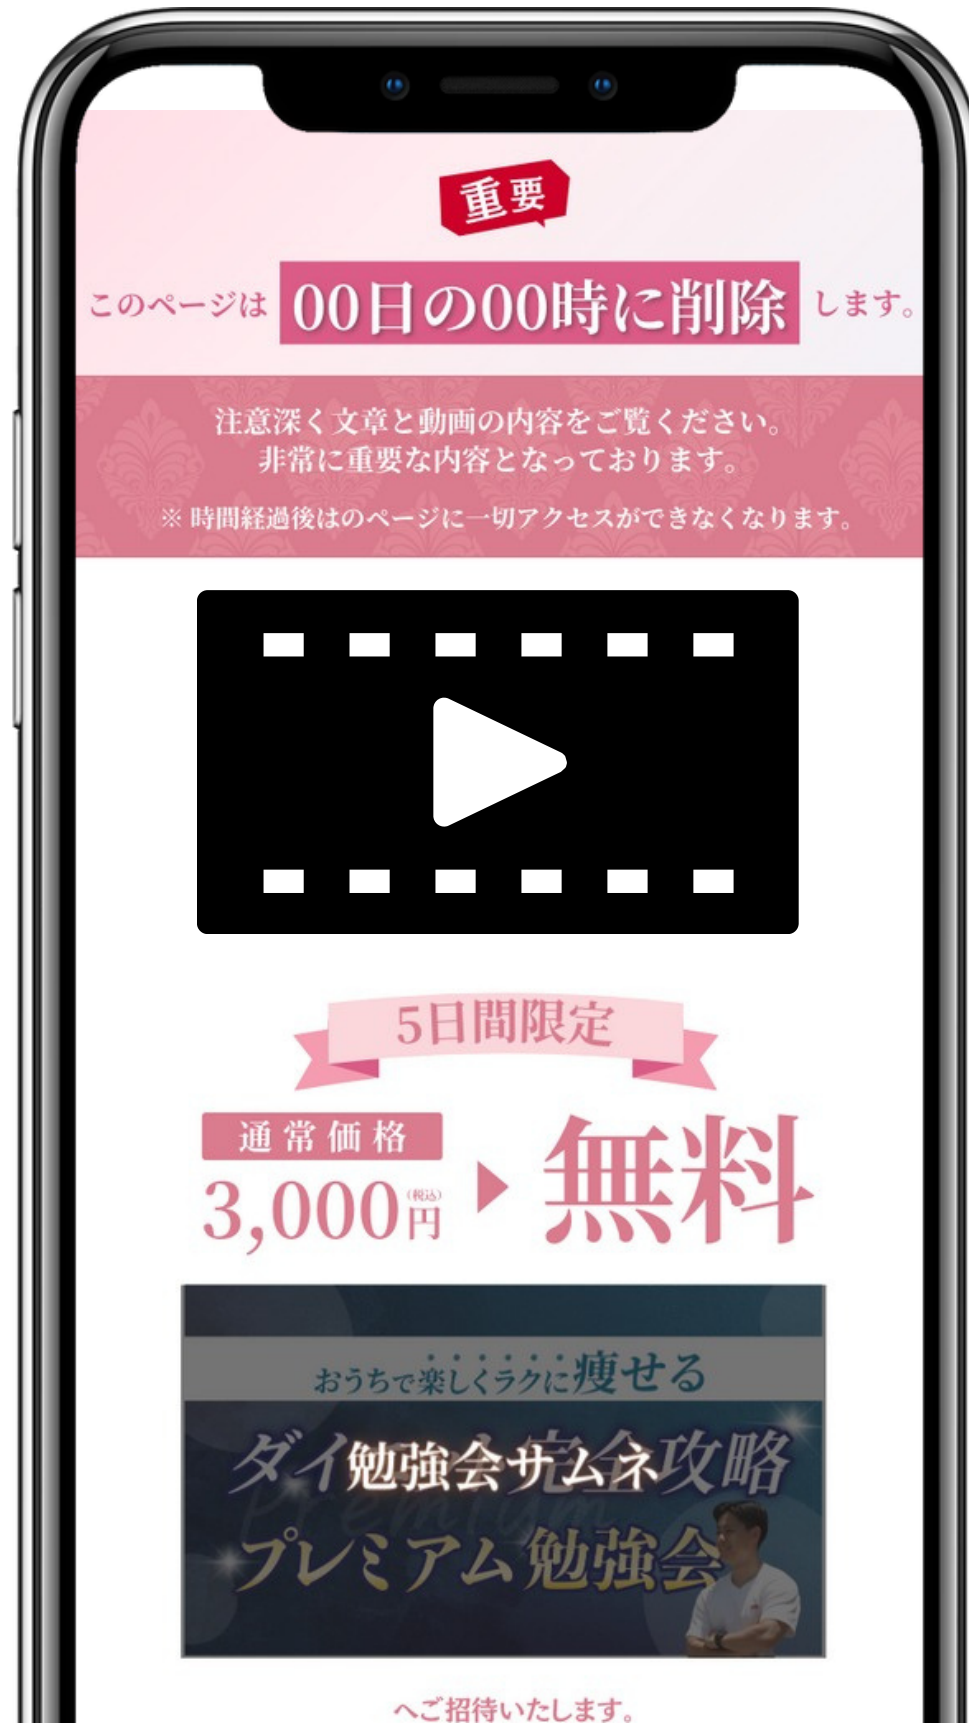 重要
このページは 00日の00時に削除 します。
注意深く文章と動画の内容をご覧ください。
非常に重要な内容となっております。
※ 時間経過後はのページに一切アクセスができなくなります。
5日間限定
通常価格
3,000円(税込)
無料
おうちで楽しくラクに痩せる
ダイ 完全攻略
勉強会サムネ
Premium
プレミアム勉強会
へご招待いたします。